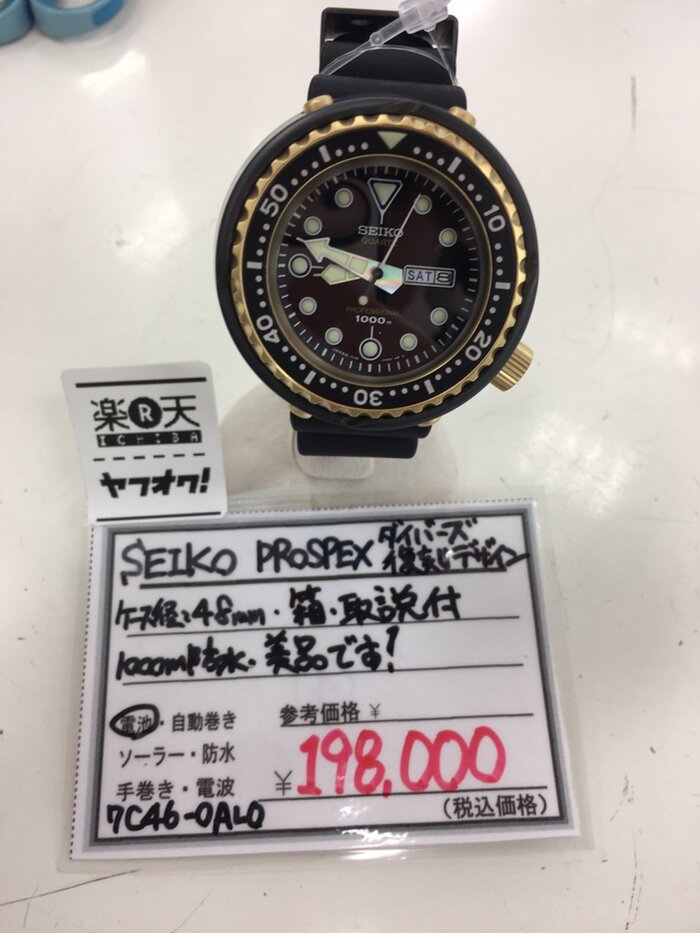 50
10
40
20
30
SEIKO
QUARTZ
SAT 8
PROFESSIONAL
1000m
楽R天
ICHIBA
ヤフオク!
SEIKO PROSPEX ダイバーズ
復刻デザイン
ケース径:48mm・箱・取説付
1000m防水・美品です!
電池・自動巻き
参考価格 ¥
ソーラー・防水
手巻き・電波
¥198,000
7C46-0AL0
(税込価格)